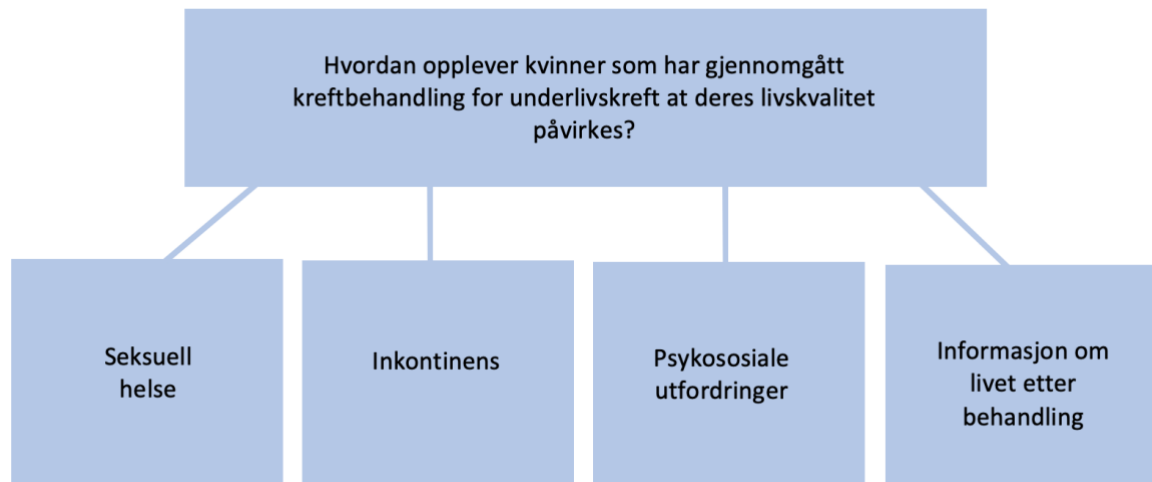 Hvordan opplever kvinner som har gjennomgått
kreftbehandling for underlivskreft at deres livskvalitet
påvirkes?
Seksuell
helse
Inkontinens
Psykososiale
utfordringer
Informasjon om
livet etter
behandling